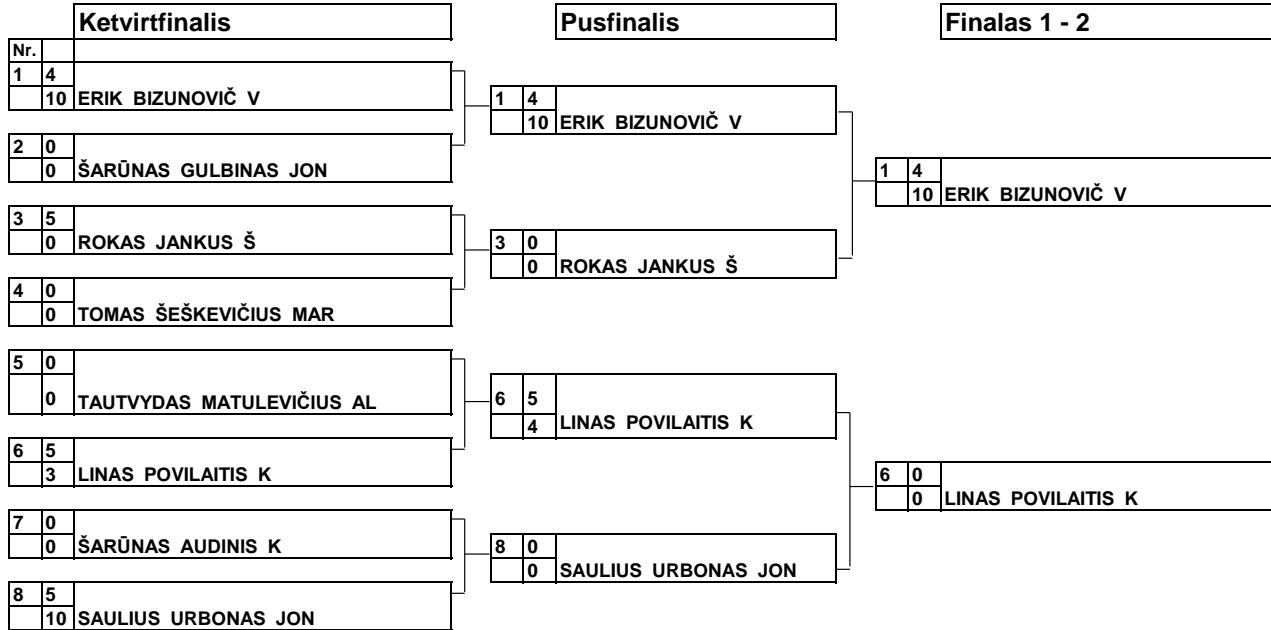 Ketvirtfinalis Pusfinalis Finalas 1 - 2
Nr.
1 4
10 ERIK BIZUNOVIČ V
2 0
0 ŠARŪNAS GULBINAS JON
3 5
0 ROKAS JANKUS Š
4 0
0 TOMAS ŠEŠKEVIČIUS MAR
5 0
0 TAUTVYDAS MATULEVIČIUS AL
6 5
3 LINAS POVILAITIS K
7 0
0 ŠARŪNAS AUDINIS K
8 5
10 SAULIUS URBONAS JON
1 4
10 ERIK BIZUNOVIČ V
3 0
0 ROKAS JANKUS Š
6 5
4 LINAS POVILAITIS K
8 0
0 SAULIUS URBONAS JON
1 4
10 ERIK BIZUNOVIČ V
6 0
0 LINAS POVILAITIS K